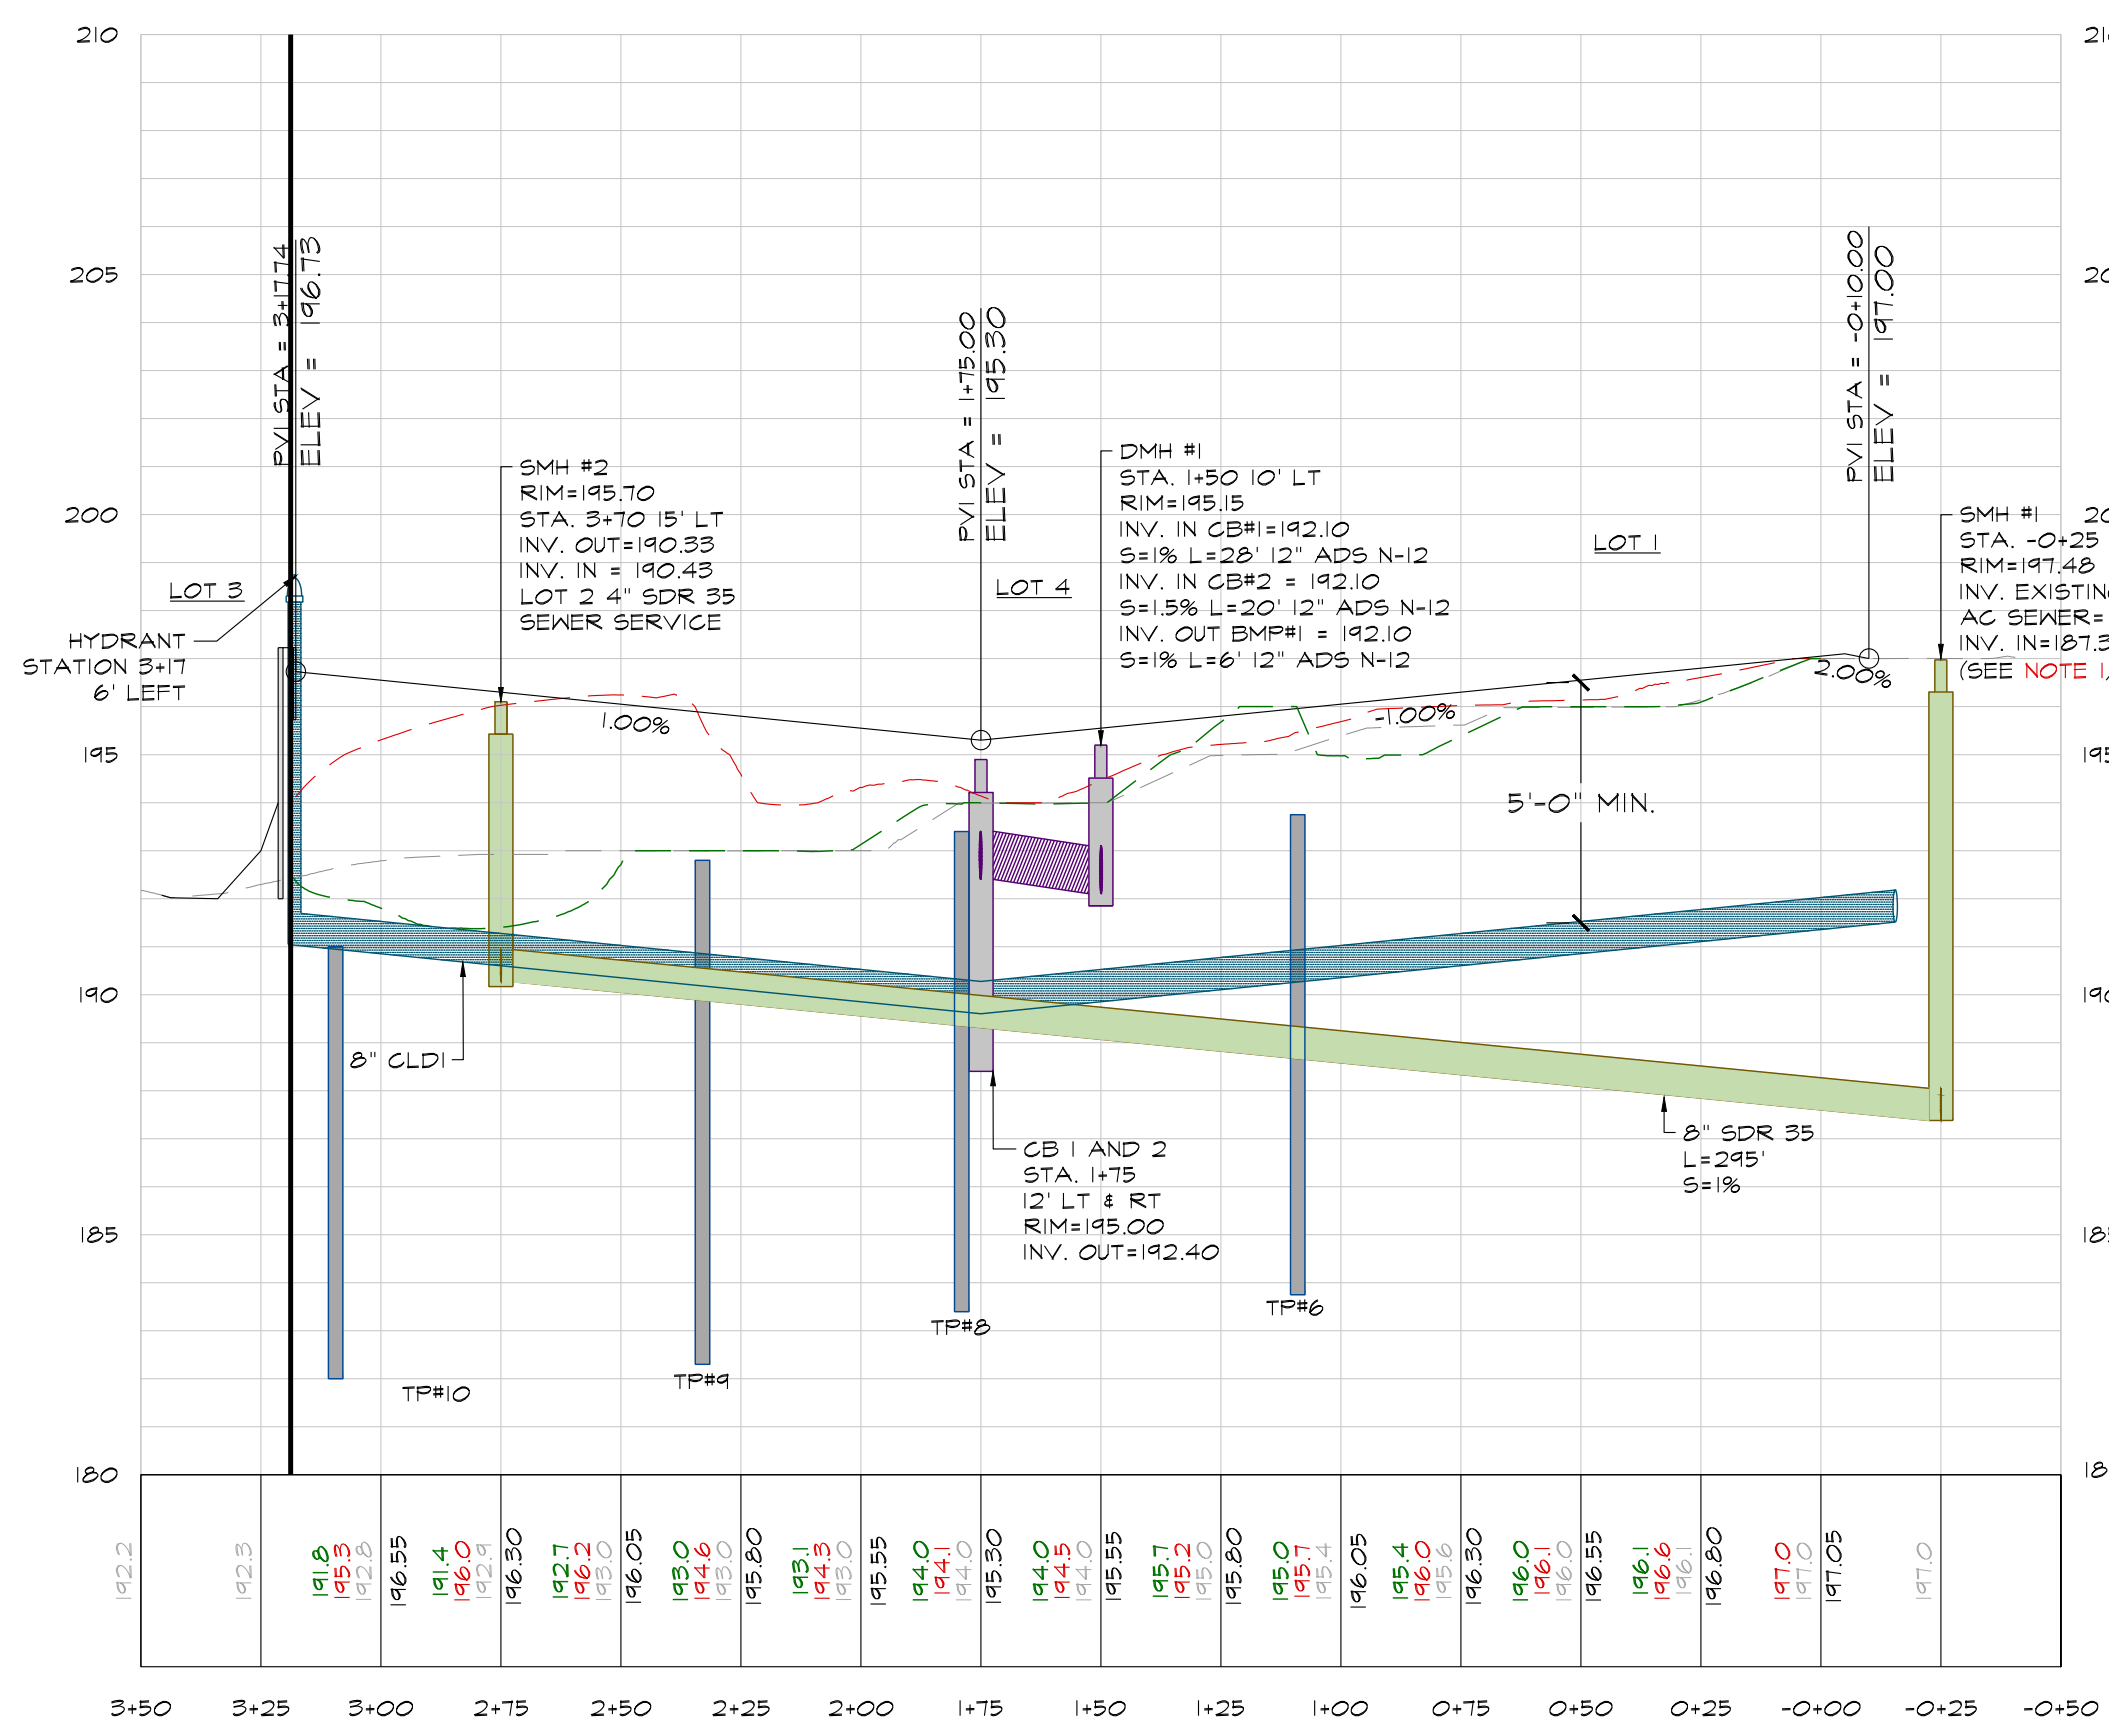 210
205
200
195
190
185
180
PVI STA = 3+17.74
ELEV = 196.73
PVI STA = 1+75.00
ELEV = 195.30
PVI STA = -0+10.00
ELEV = 197.00
SMH #2
RIM=195.70
STA. 3+70 15' LT
INV. OUT=190.33
INV. IN = 190.43
LOT 2 4" SDR 35
SEWER SERVICE
DMH #1
STA. 1+50 10' LT
RIM=195.15
INV. IN CB#1=192.10
S=1% L=28' 12" ADS N-12
INV. IN CB#2 = 192.10
S=1.5% L=20' 12" ADS N-12
INV. OUT BMP#1 = 192.10
S=1% L=6' 12" ADS N-12
SMH #1
STA. -0+25
RIM=197.48
INV.
AC SEWER=
INV. IN=187.3
(SEE NOTE 1
LOT 3
LOT 4
LOT 1
HYDRANT
STATION 3+17
6' LEFT
1.00%
-1.00%
2.00%
5'-0" MIN.
8" CLDI
8" SDR 35
L=295'
S=1%
CB 1 AND 2
STA. 1+75
12' LT & RT
RIM=195.00
INV. OUT=192.40
TP#10
TP#9
TP#8
TP#6
192.2
192.3
191.8
195.3
192.8
196.55
191.4
196.0
192.9
196.30
192.7
196.2
193.0
196.05
193.0
194.6
193.0
195.80
193.1
194.3
193.0
195.55
194.0
194.1
194.0
195.30
194.0
194.5
194.0
195.55
195.7
195.2
195.0
195.80
195.0
195.7
195.4
196.05
195.4
196.0
195.6
196.30
196.0
196.1
196.0
196.55
196.1
196.6
196.1
196.80
197.0
197.0
197.05
197.0
3+50 3+25 3+00 2+75 2+50 2+25 2+00 1+75 1+50 1+25 1+00 0+75 0+50 0+25 -0+00 -0+25 -0+50